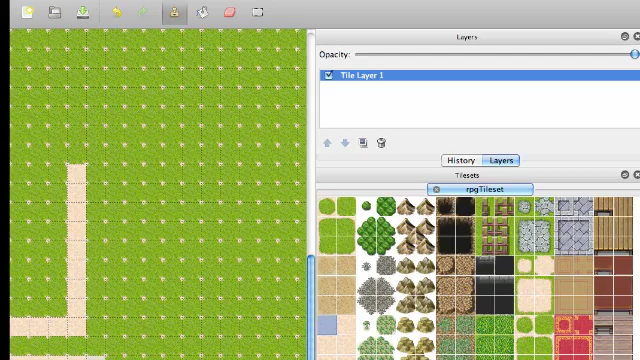 Layers
Opacity:
Tile Layer 1
History
Layers
Tilesets
rpgTileset